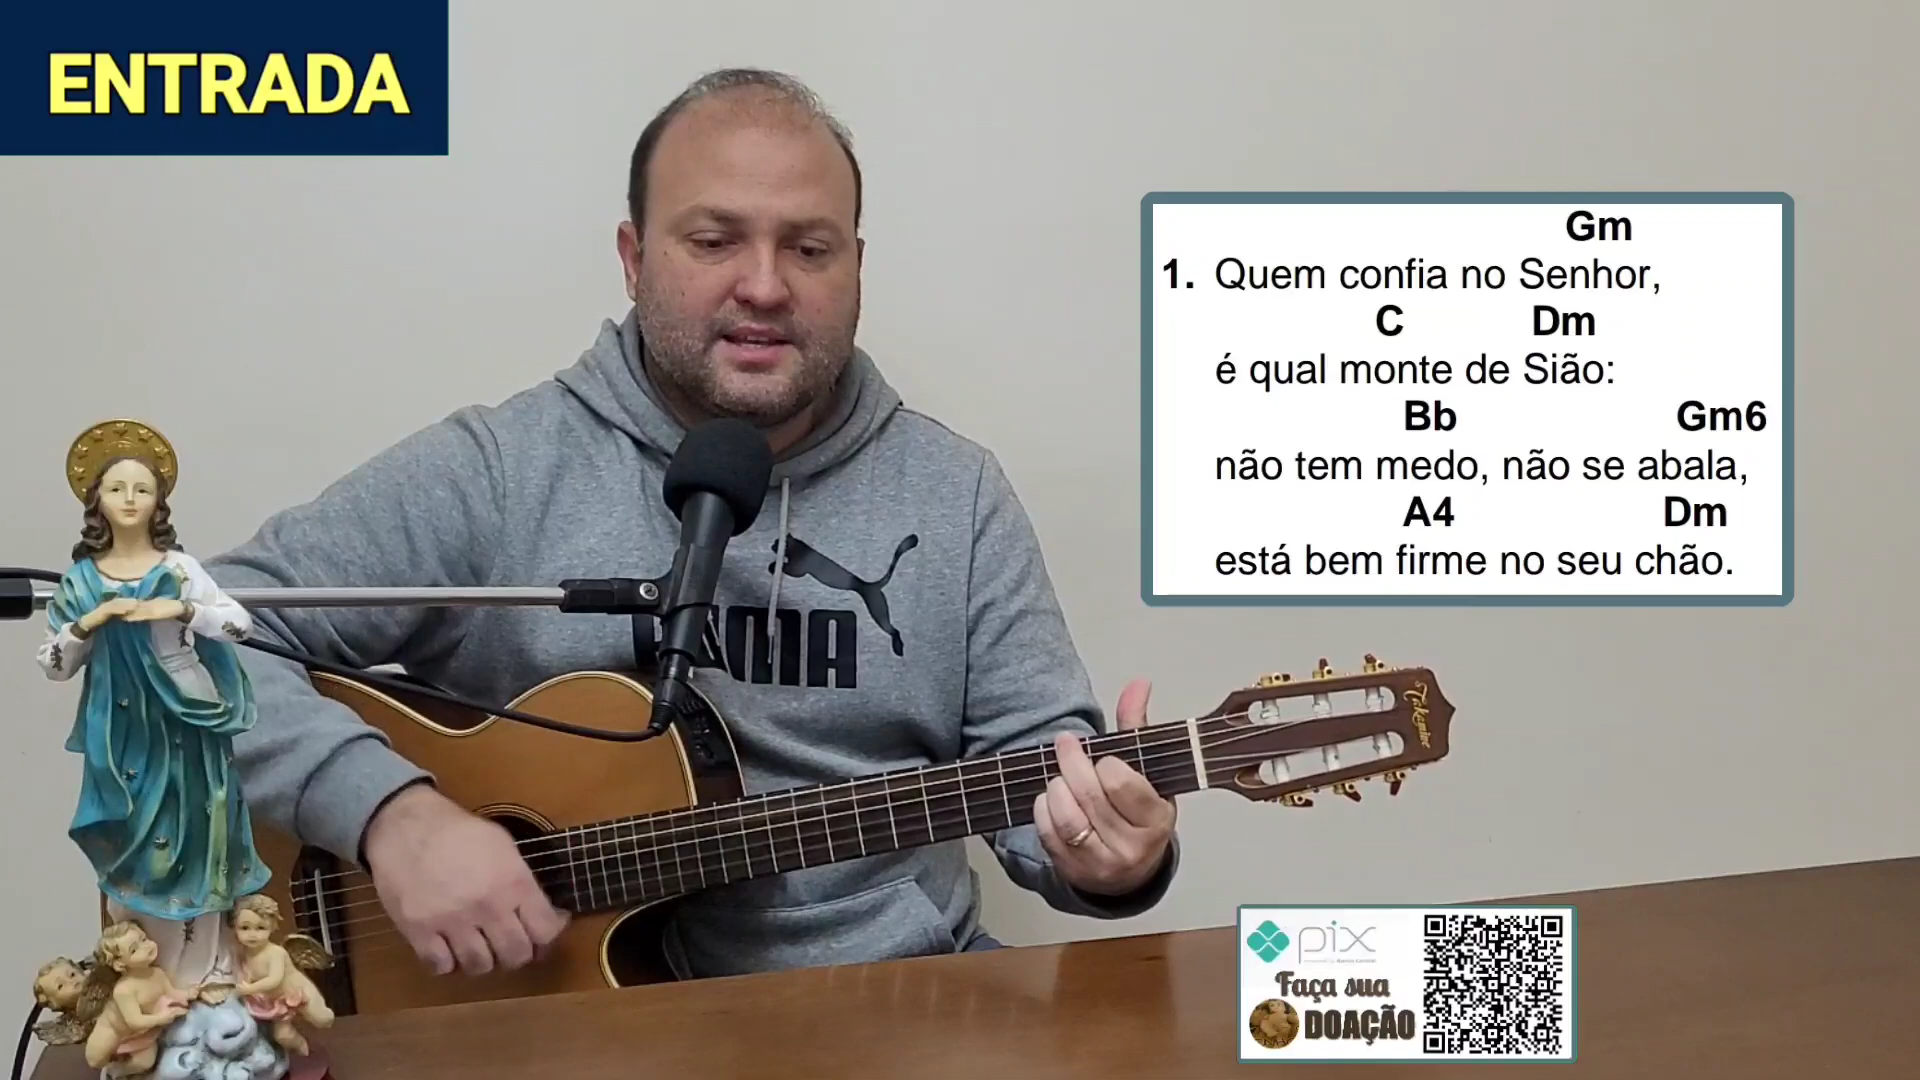 ENTRADA
Gm
1. Quem confia no Senhor,
C Dm
é qual monte de Sião:
Bb Gm6
não tem medo, não se abala,
A4 Dm
está bem firme no seu chão.
PUMA
Takamine
pix
Faça sua
DOAÇÃO